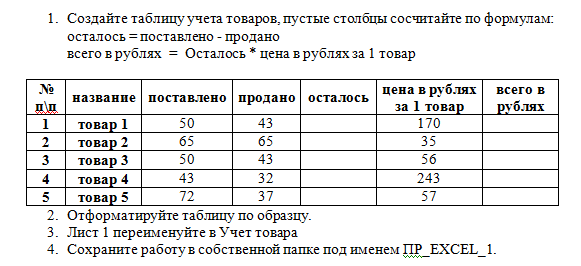 1. Создайте таблицу учета товаров, пустые столбцы сосчитайте по формулам:
осталось = поставлено - продано
всего в рублях = Осталось * цена в рублях за 1 товар
№ п\п название поставлено продано осталось цена в рублях за 1 товар всего в рублях
1 товар 1 50 43 170
2 товар 2 65 65 35
3 товар 3 50 43 56
4 товар 4 43 32 243
5 товар 5 72 37 57
2. Отформатируйте таблицу по образцу.
3. Лист 1 переименуйте в Учет товара
4. Сохраните работу в собственной папке под именем ПР_EXCEL_1.